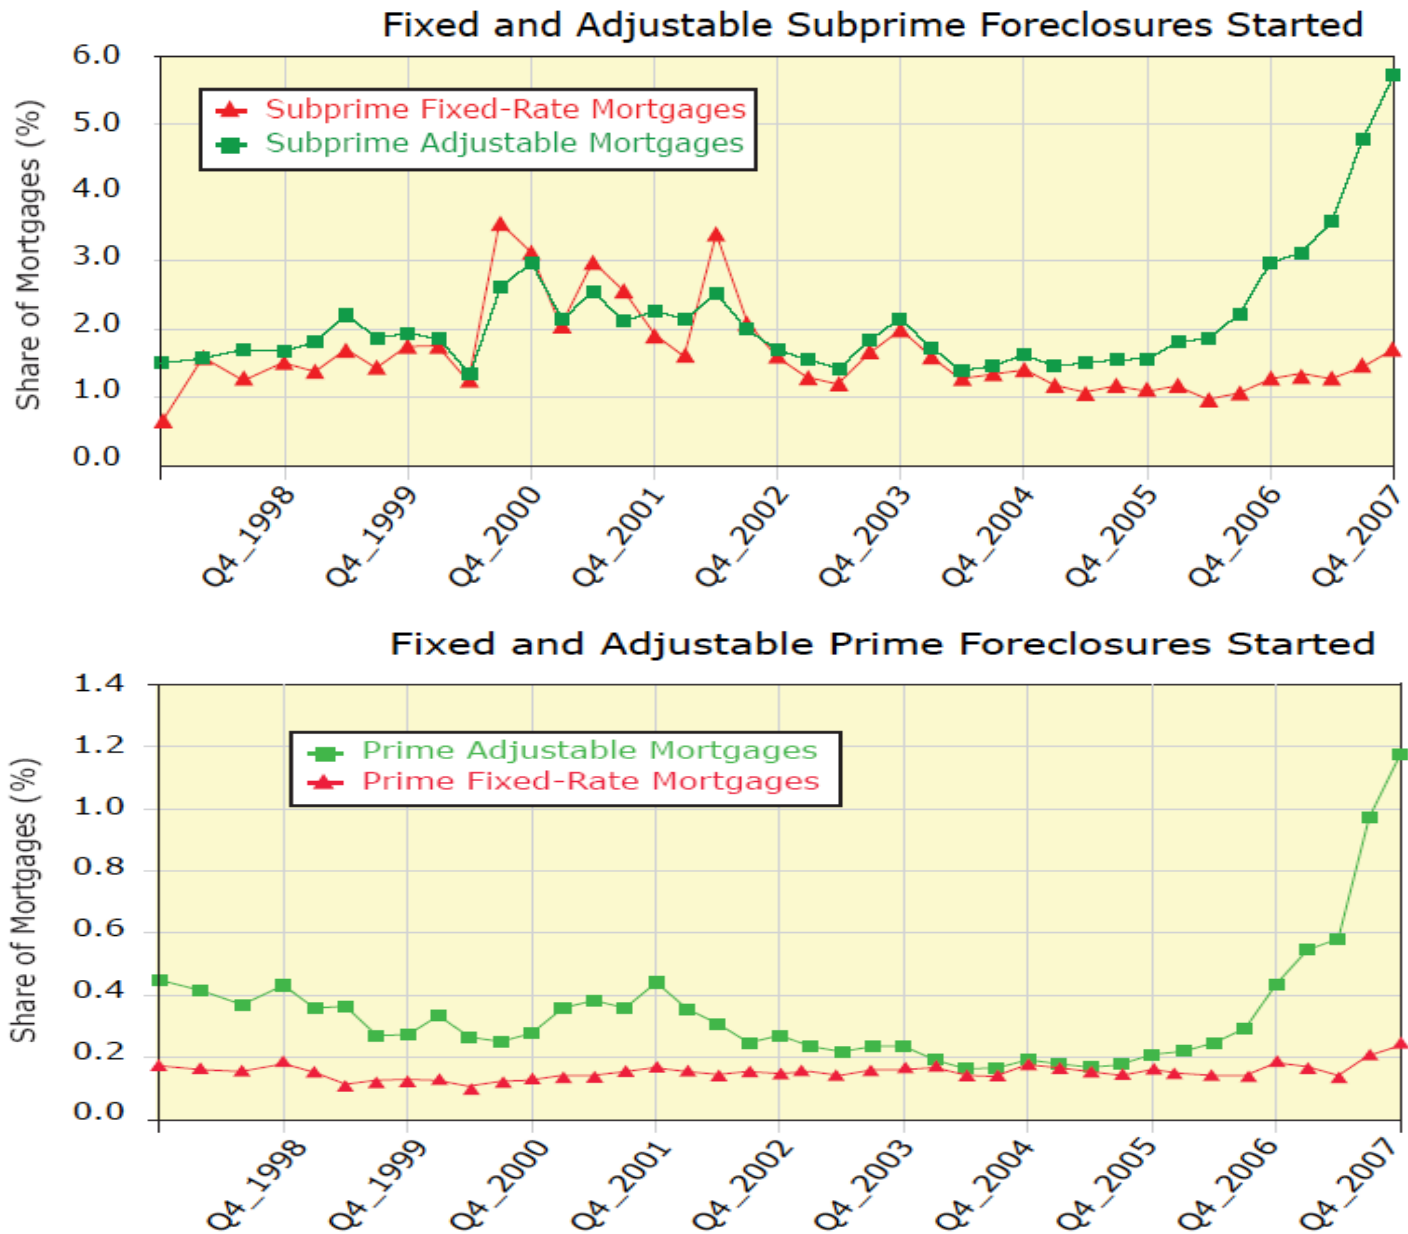 Fixed and Adjustable Subprime Foreclosures Started
Share of Mortgages (%)
6.0
5.0
4.0
3.0
2.0
1.0
0.0
Subprime Fixed-Rate Mortgages
Subprime Adjustable Mortgages
Q4_1998
Q4_1999
Q4_2000
Q4_2001
Q4_2002
Q4_2003
Q4_2004
Q4_2005
Q4_2006
Q4_2007
Fixed and Adjustable Prime Foreclosures Started
Share of Mortgages (%)
1.4
1.2
1.0
0.8
0.6
0.4
0.2
0.0
Prime Adjustable Mortgages
Prime Fixed-Rate Mortgages
Q4_1998
Q4_1999
Q4_2000
Q4_2001
Q4_2002
Q4_2003
Q4_2004
Q4_2005
Q4_2006
Q4_2007